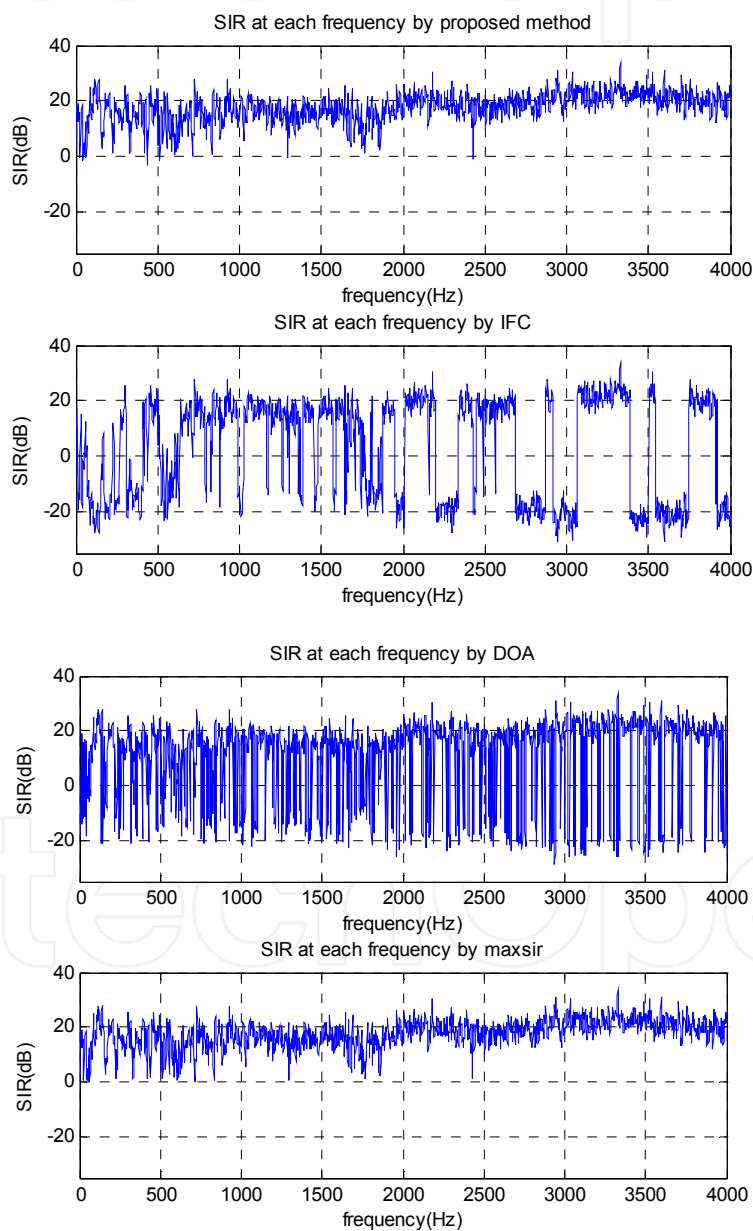 SIR at each frequency by proposed method
40
20
0
-20
SIR(dB)
0 500 1000 1500 2000 2500 3000 3500 4000
frequency(Hz)
SIR at each frequency by IFC
40
20
0
-20
SIR(dB)
0 500 1000 1500 2000 2500 3000 3500 4000
frequency(Hz)
SIR at each frequency by DOA
40
20
0
-20
SIR(dB)
0 500 1000 1500 2000 2500 3000 3500 4000
frequency(Hz)
SIR at each frequency by maxsir
40
20
0
-20
SIR(dB)
0 500 1000 1500 2000 2500 3000 3500 4000
frequency(Hz)